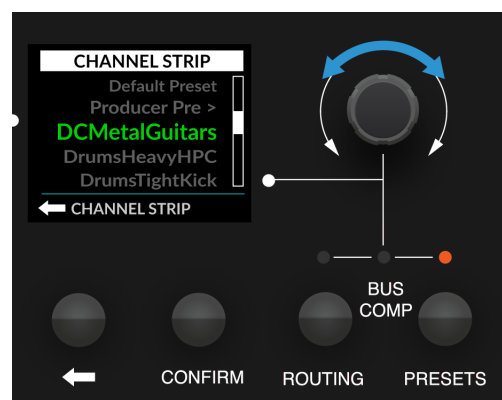 CHANNEL STRIP
Default Preset
Producer Pre >
DCMetalGuitars
DrumsHeavyHPC
DrumsTightKick
CHANNEL STRIP
BUS
COMP
CONFIRM
ROUTING
PRESETS